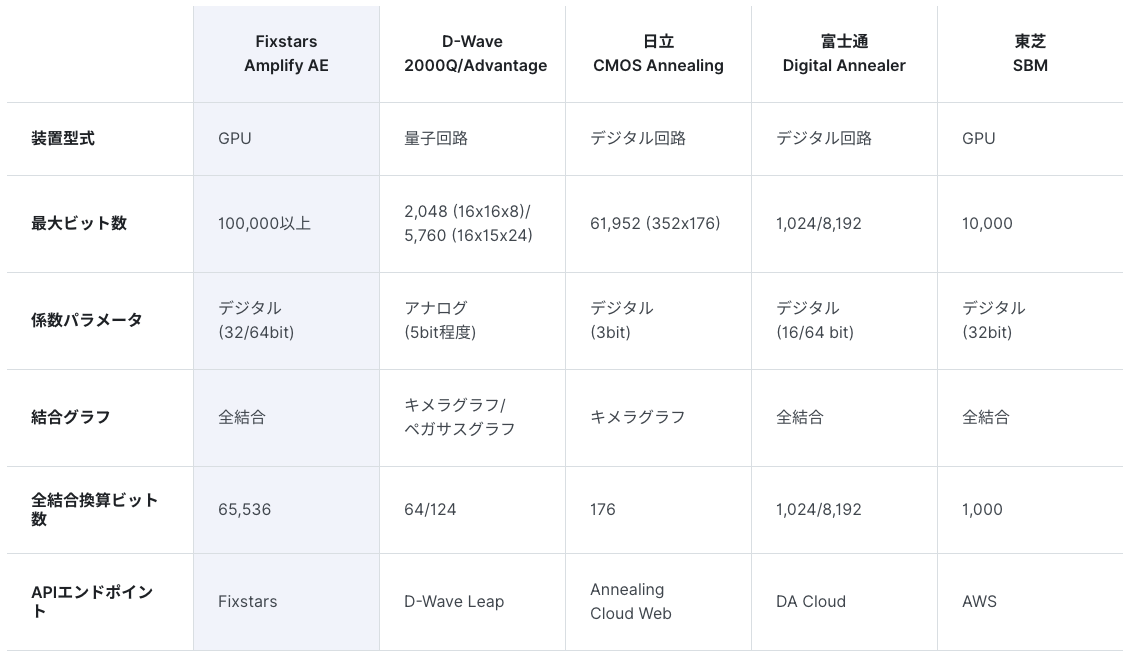 Fixstars
Amplify AE
D-Wave
2000Q/Advantage
日立
CMOS Annealing
富士通
Digital Annealer
東芝
SBM
装置型式
GPU
量子回路
デジタル回路
デジタル回路
GPU
最大ビット数
100,000以上
2,048 (16x16x8)/
5,760 (16x15x24)
61,952 (352x176)
1,024/8,192
10,000
係数パラメータ
デジタル
(32/64bit)
アナログ
(5bit程度)
デジタル
(3bit)
デジタル
(16/64 bit)
デジタル
(32bit)
結合グラフ
全結合
キメラグラフ/
ペガサスグラフ
キメラグラフ
全結合
全結合
全結合換算ビット
数
65,536
64/124
176
1,024/8,192
1,000
APIエンドポイン
ト
Fixstars
D-Wave Leap
Annealing
Cloud Web
DA Cloud
AWS